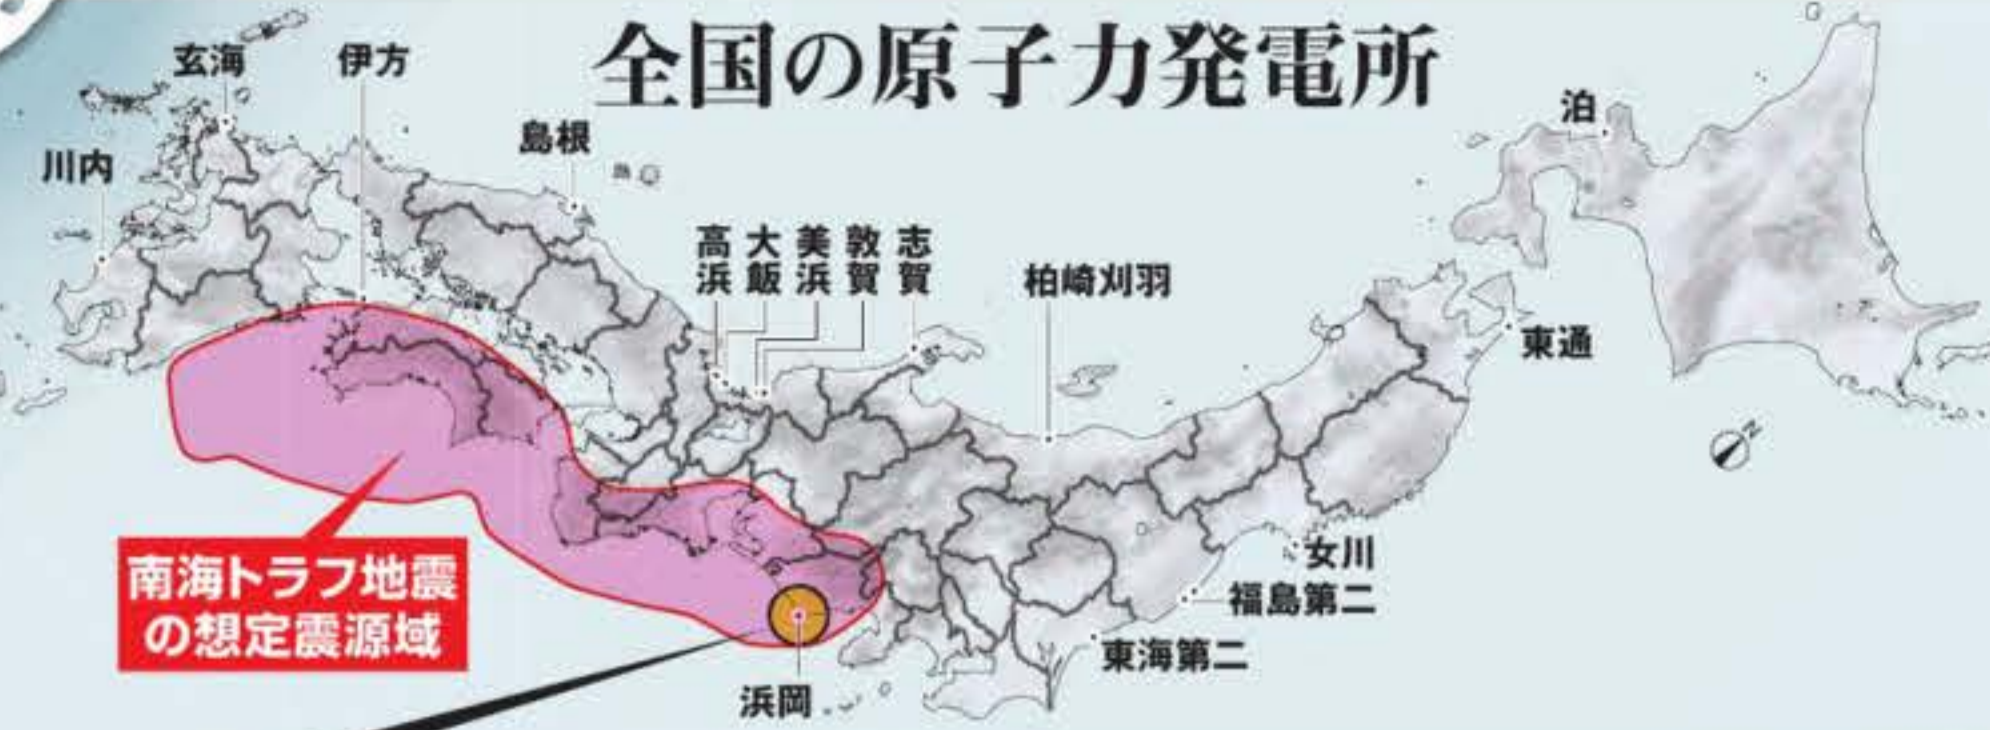 全国の原子力発電所
玄海
伊方
川内
島根
高浜
大飯
美浜
敦賀
志賀
柏崎刈羽
泊
東通
女川
福島第二
東海第二
浜岡
南海トラフ地震
の想定震源域
N